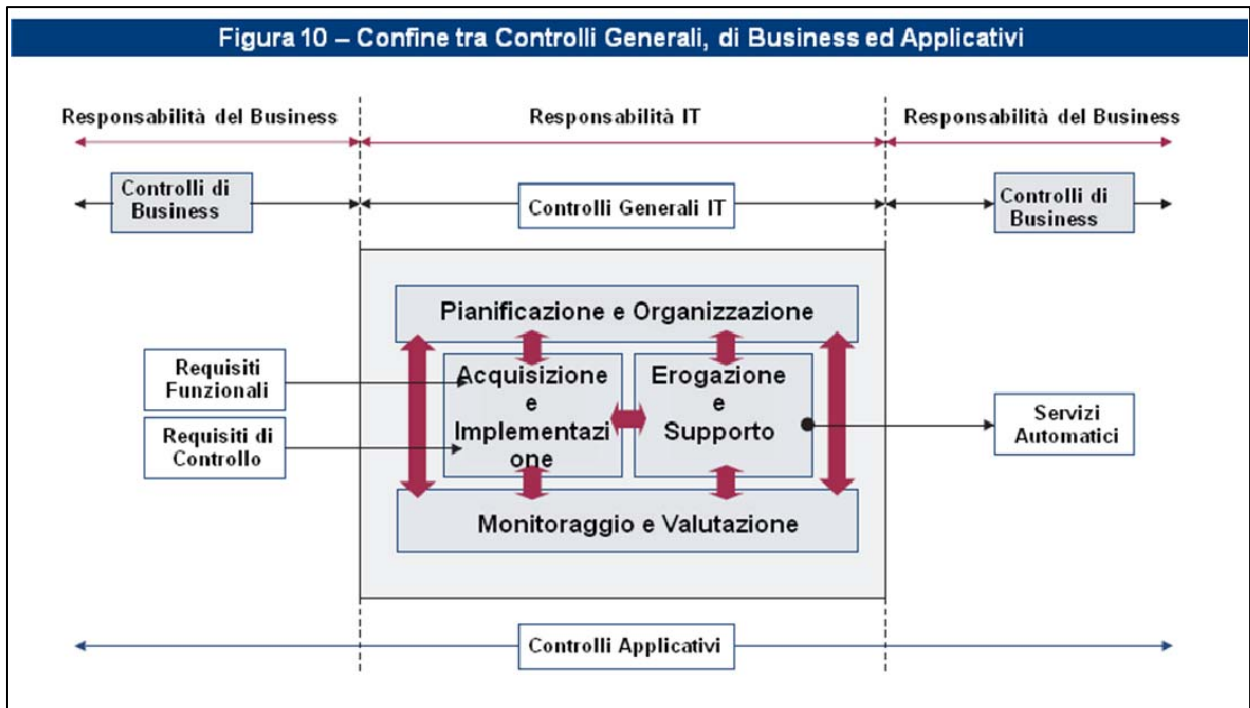 Figura 10 – Confine tra Controlli Generali, di Business ed Applicativi
Responsabilità del Business
Responsabilità IT
Responsabilità del Business
Controlli di
Business
Controlli Generali IT
Controlli di
Business
Pianificazione e Organizzazione
Requisiti
Funzionali
Requisiti di
Controllo
Acquisizione
e
Implementazi
one
Erogazione
e
Supporto
Servizi
Automatici
Monitoraggio e Valutazione
Controlli Applicativi